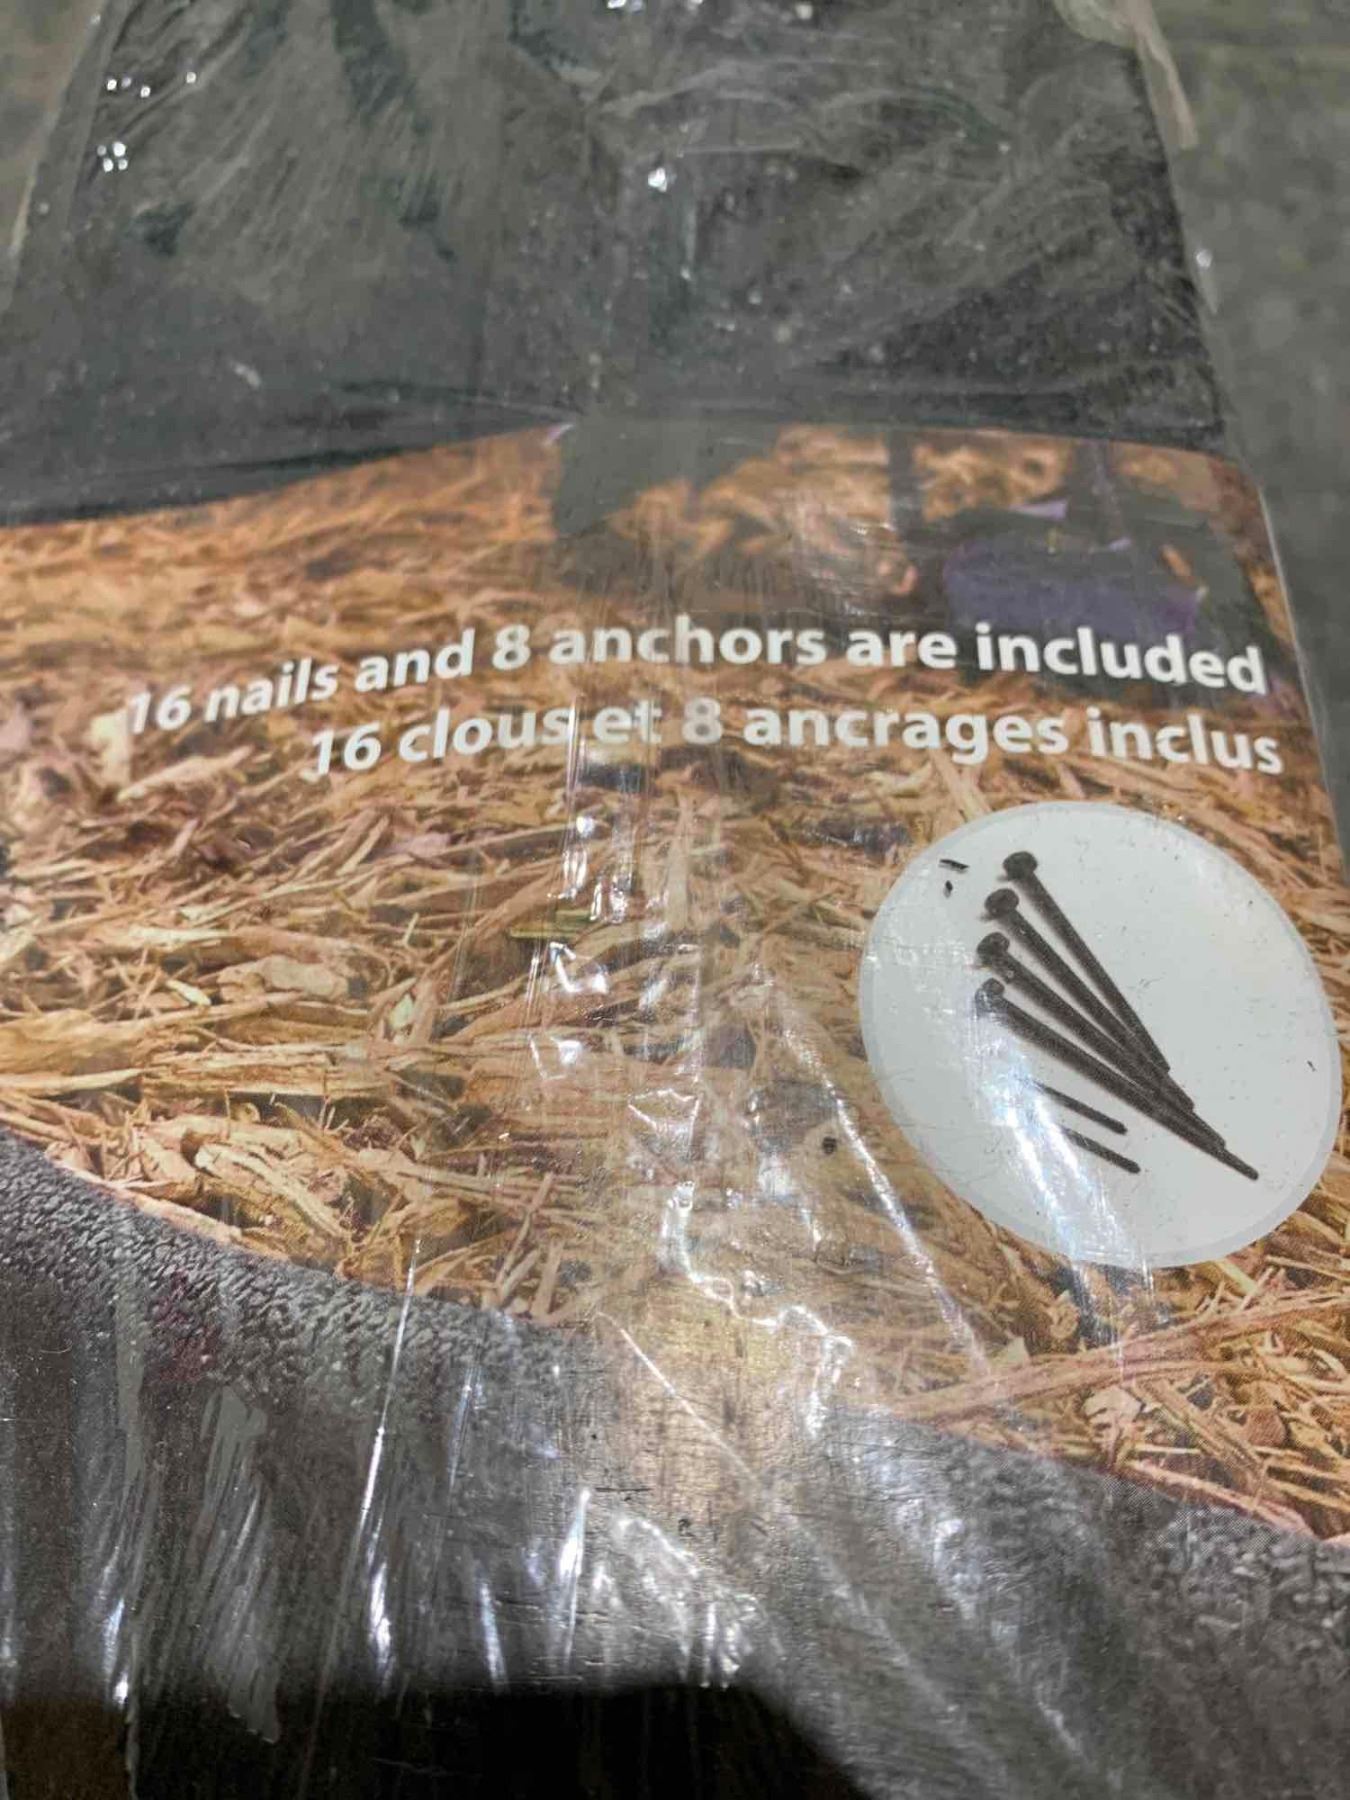 16 nails and 8 anchors are included
16 clous et 8 ancrages inclus